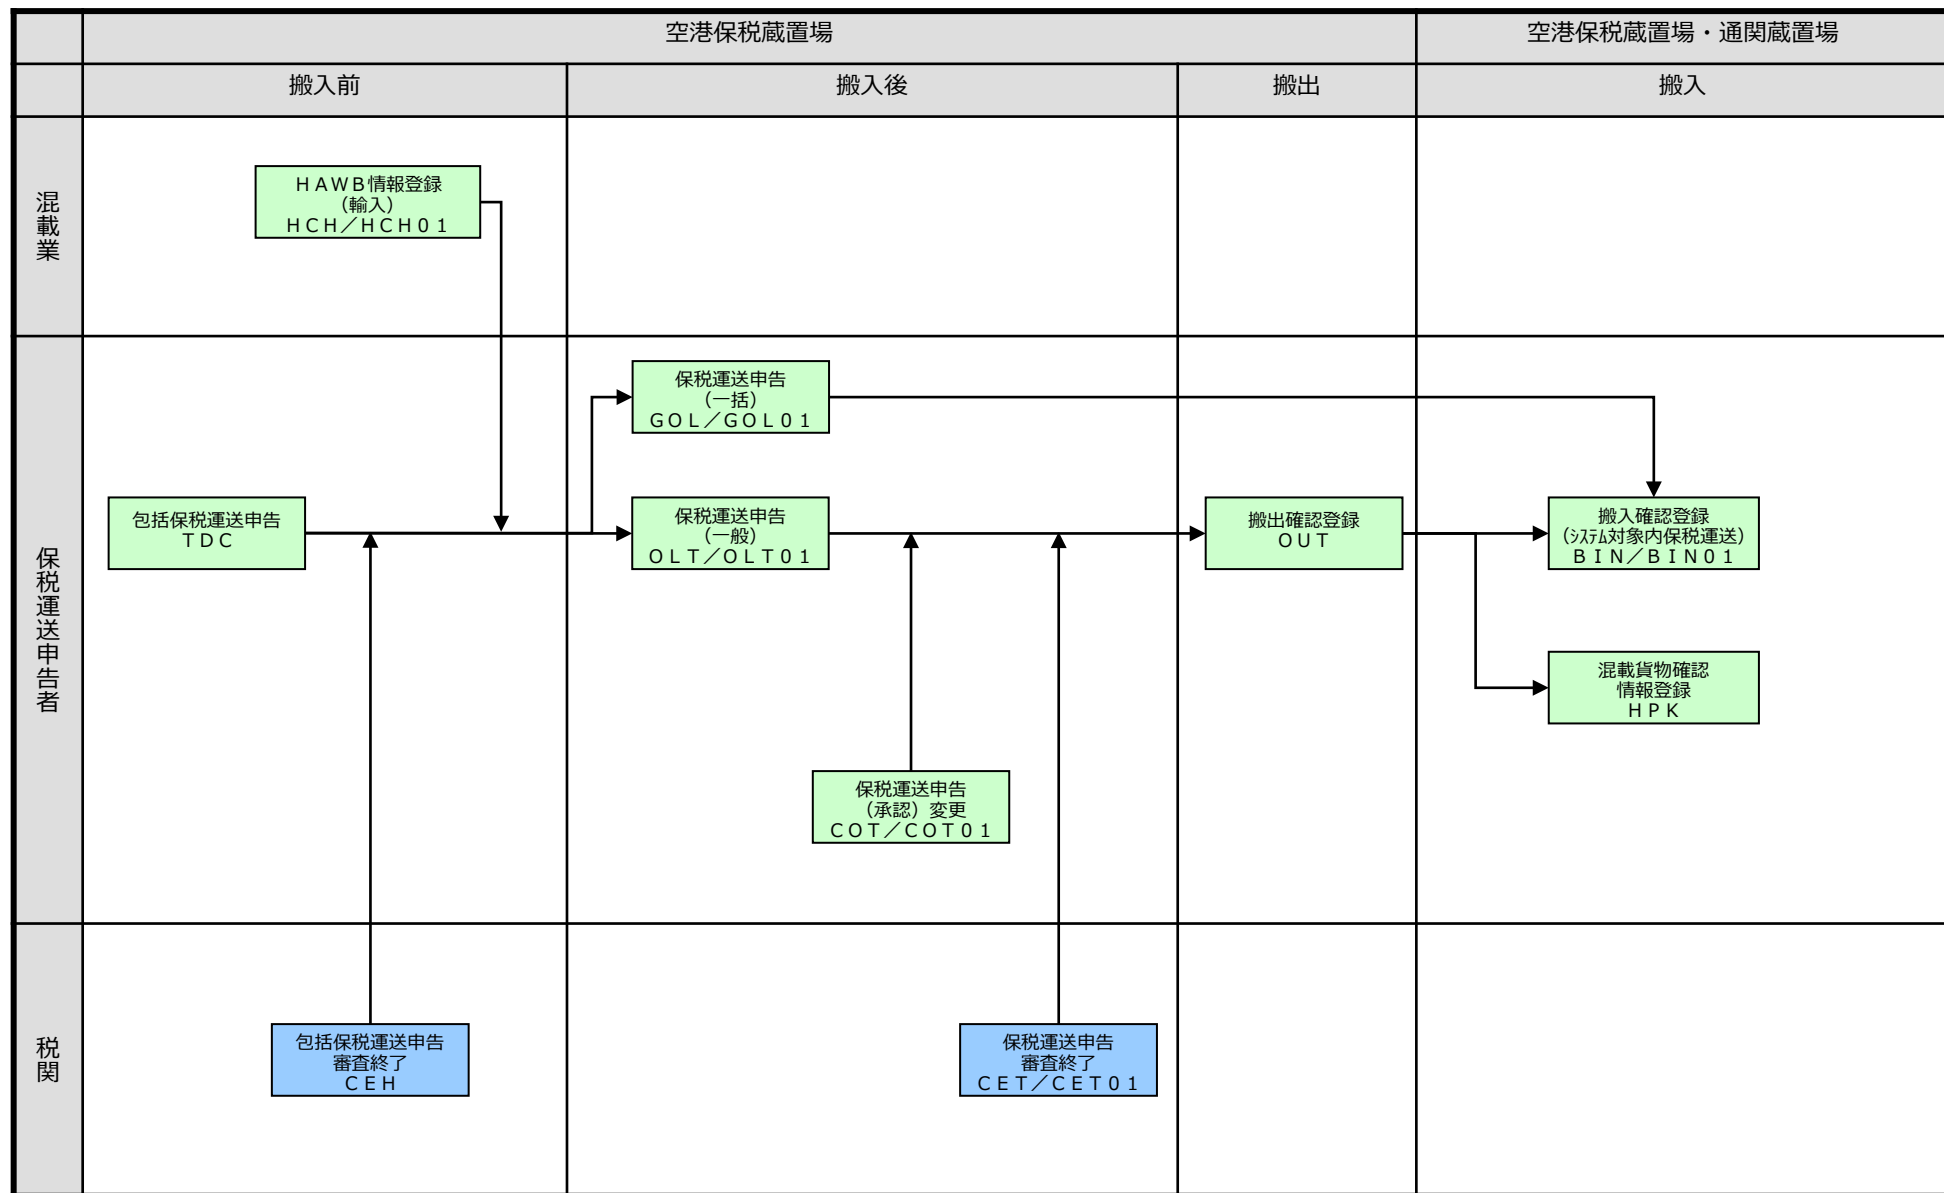 空港保税蔵置場
空港保税蔵置場・通関蔵置場
搬入前
搬入後
搬出
搬入
混載業
ＨＡＷＢ情報登録
（輸入）
ＨＣＨ／ＨＣＨ０１
保税運送申告者
保税運送申告
（一括）
ＧＯＬ／ＧＯＬ０１
包括保税運送申告
ＴＤＣ
保税運送申告
（一般）
ＯＬＴ／ＯＬＴ０１
搬出確認登録
ＯＵＴ
搬入確認登録
（ｼｽﾃﾑ対象内保税運送）
ＢＩＮ／ＢＩＮ０１
混載貨物確認
情報登録
ＨＰＫ
保税運送申告
（承認）変更
ＣＯＴ／ＣＯＴ０１
税関
包括保税運送申告
審査終了
ＣＥＨ
保税運送申告
審査終了
ＣＥＴ／ＣＥＴ０１